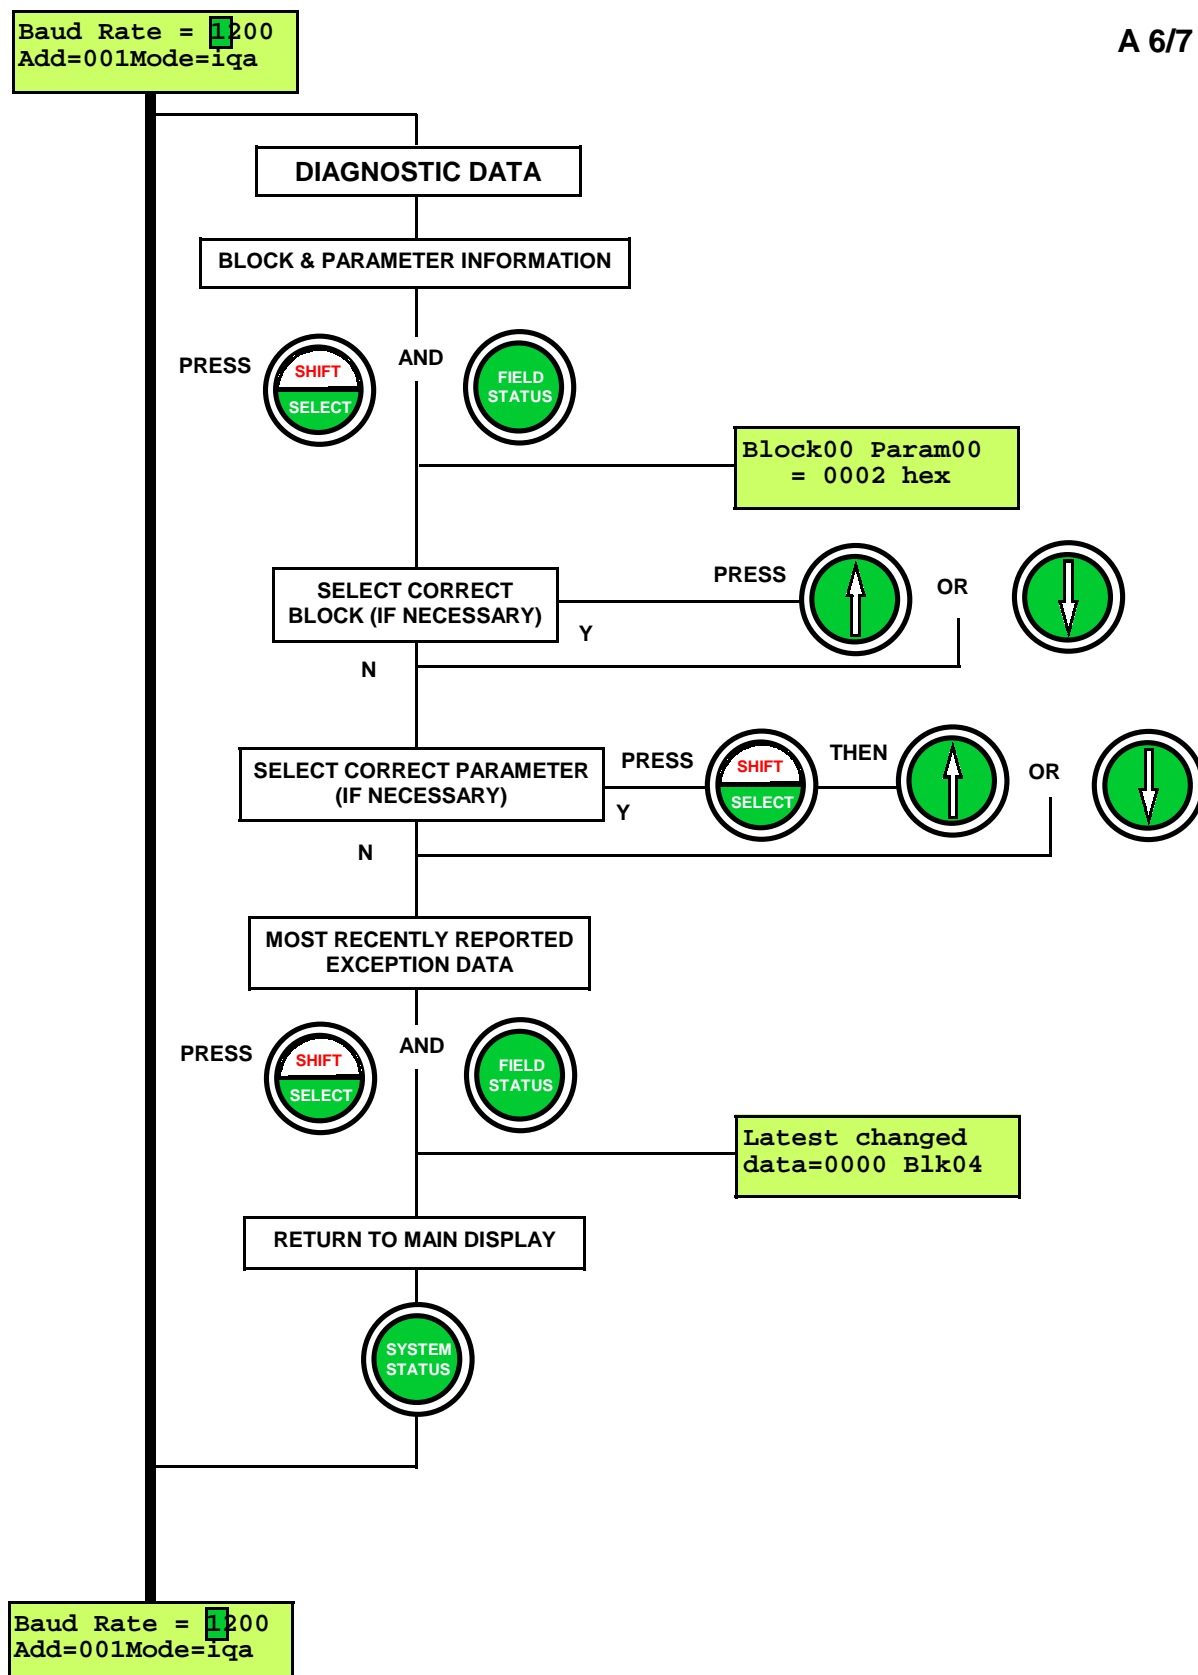 Baud Rate = 1200
Add=001Mode=iqa
A 6/7
DIAGNOSTIC DATA
BLOCK & PARAMETER INFORMATION
PRESS
SHIFT
SELECT
AND
FIELD
STATUS
Block00 Param00
= 0002 hex
SELECT CORRECT
BLOCK (IF NECESSARY)
Y
PRESS
OR
N
SELECT CORRECT PARAMETER
(IF NECESSARY)
PRESS
Y
SHIFT
SELECT
THEN
OR
N
MOST RECENTLY REPORTED
EXCEPTION DATA
PRESS
SHIFT
SELECT
AND
FIELD
STATUS
Latest changed
data=0000 Blk04
RETURN TO MAIN DISPLAY
SYSTEM
STATUS
Baud Rate = 1200
Add=001Mode=iqa